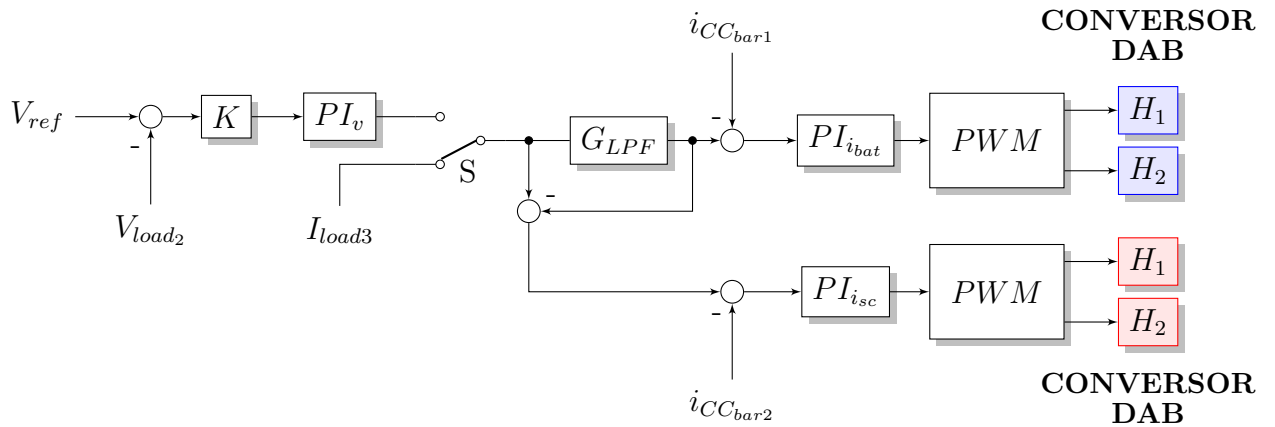 i_{CC_{bar1}}
CONVERSOR
DAB
V_{ref}
-
K
PI_v
S
I_{load3}
V_{load_2}
G_{LPF}
-
-
PI_{i_{bat}}
PWM
H_1
H_2
-
PI_{i_{sc}}
PWM
H_1
H_2
i_{CC_{bar2}}
CONVERSOR
DAB